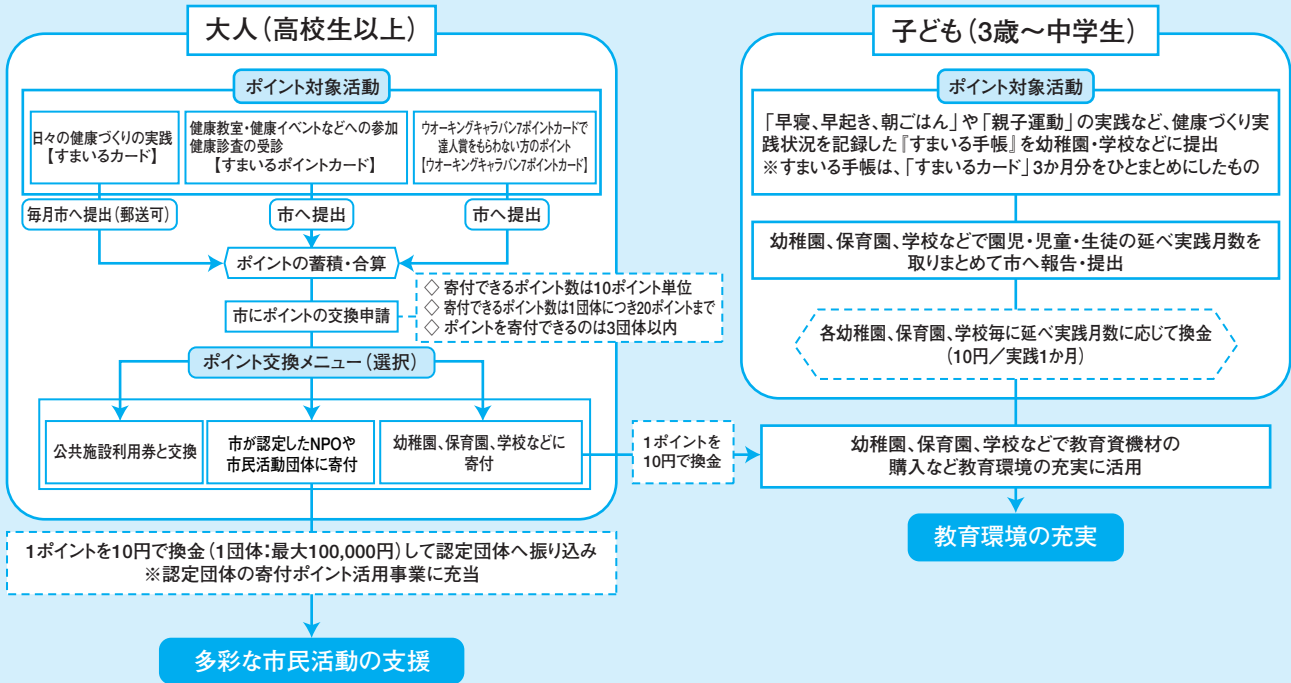 大人(高校生以上)
ポイント対象活動
日々の健康づくりの実践
【すまいるカード】
健康教室・健康イベントなどへの参加
健康診査の受診
【すまいるポイントカード】
ウオーキングキャラバン7ポイントカードで
達人賞をもらわない方のポイント
【ウオーキングキャラバン7ポイントカード】
毎月市へ提出(郵送可)
市へ提出
市へ提出
ポイントの蓄積・合算
◇ 寄付できるポイント数は10ポイント単位
◇ 寄付できるポイント数は1団体につき20ポイントまで
◇ ポイントを寄付できるのは3団体以内
市にポイントの交換申請
ポイント交換メニュー(選択)
公共施設利用券と交換
市が認定したNPOや
市民活動団体に寄付
幼稚園、保育園、学校などに
寄付
1ポイントを
10円で換金
1ポイントを10円で換金(1団体:最大100,000円)して認定団体へ振り込み
※認定団体の寄付ポイント活用事業に充当
多彩な市民活動の支援
子ども(3歳〜中学生)
ポイント対象活動
「早寝、早起き、朝ごはん」や「親子運動」の実践など、健康づくり実
践状況を記録した『すまいる手帳』を幼稚園・学校などに提出
※すまいる手帳は、「すまいるカード」3か月分をひとまとめにしたもの
幼稚園、保育園、学校などで園児・児童・生徒の延べ実践月数を
取りまとめて市へ報告・提出
各幼稚園、保育園、学校毎に延べ実践月数に応じて換金
(10円/実践1か月)
幼稚園、保育園、学校などで教育資機材の
購入など教育環境の充実に活用
教育環境の充実